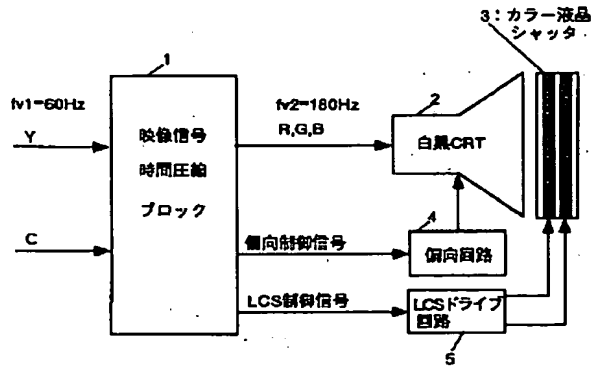 3:カラー液晶
シャッタ
1
fv1=60Hz
Y
映像信号
時間圧縮
ブロック
fv2=180Hz
R,G,B
2
白黒CRT
C
偏向制御信号
4
偏向回路
LCS制御信号
LCSドライブ
回路
5